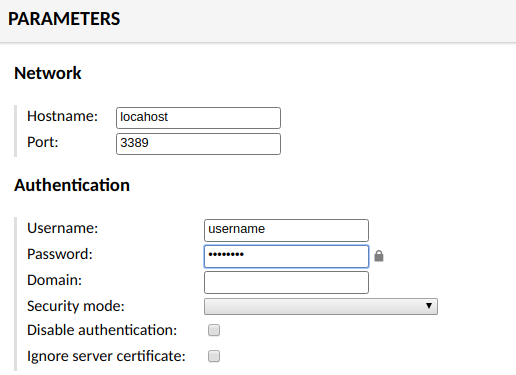 PARAMETERS
Network
Hostname: locahost
Port: 3389
Authentication
Username: username
Password: ••••••••
Domain:
Security mode:
Disable authentication:
Ignore server certificate: